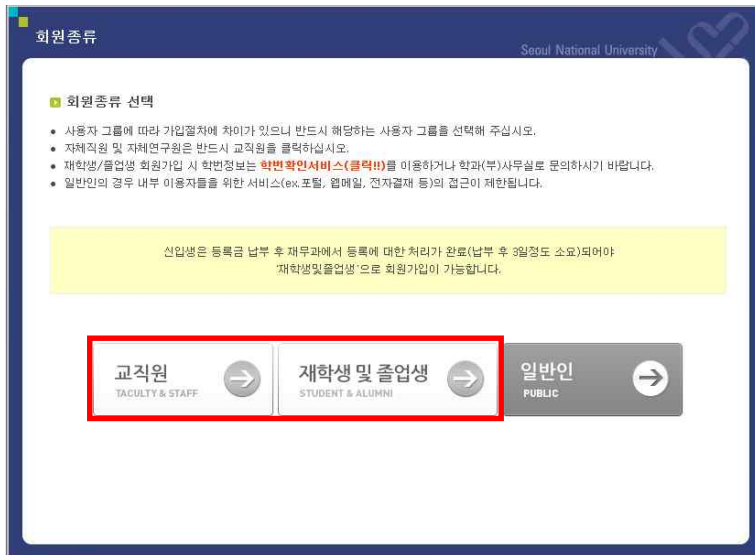 회원종류
Seoul National University
회원종류 선택
사용자 그룹에 따라 가입절차에 차이가 있으니 반드시 해당하는 사용자 그룹을 선택해 주십시오.
자체직원 및 자체연구원은 반드시 교직원을 클릭하십시오.
재학생/졸업생 회원가입 시 학번정보는 학번확인서비스(클릭!!)를 이용하거나 학과(부)사무실로 문의하시기 바랍니다.
일반인의 경우 내부 이용자들을 위한 서비스(ex.포털, 웹메일, 전자결재 등)의 접근이 제한됩니다.
신입생은 등록금 납부 후 재무과에서 등록에 대한 처리가 완료(납부 후 3일정도 소요)되어야
'재학생및졸업생'으로 회원가입이 가능합니다.
교직원 재학생 및 졸업생 일반인
TACULTY & STAFF STUDENT & ALUMNI PUBLIC